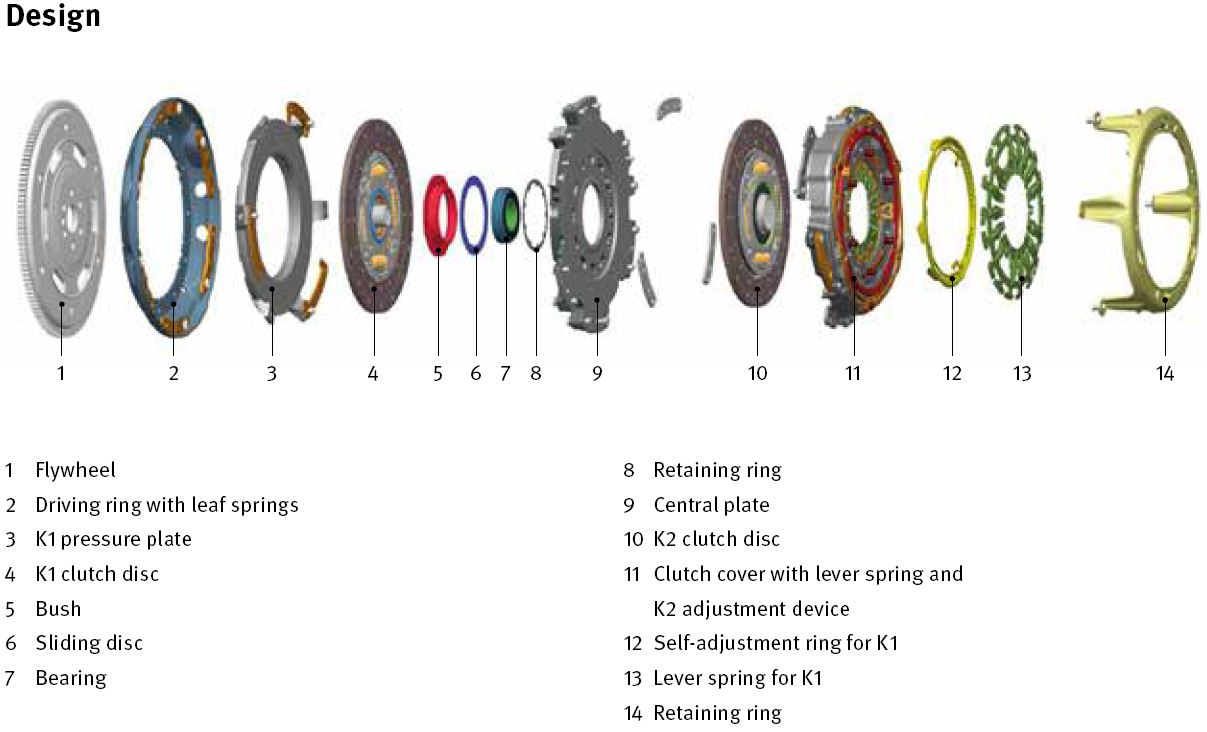 Design
1 2 3 4 5 6 7 8 9 10 11 12 13 14
1 Flywheel
2 Driving ring with leaf springs
3 K1 pressure plate
4 K1 clutch disc
5 Bush
6 Sliding disc
7 Bearing
8 Retaining ring
9 Central plate
10 K2 clutch disc
11 Clutch cover with lever spring and
K2 adjustment device
12 Self-adjustment ring for K1
13 Lever spring for K1
14 Retaining ring